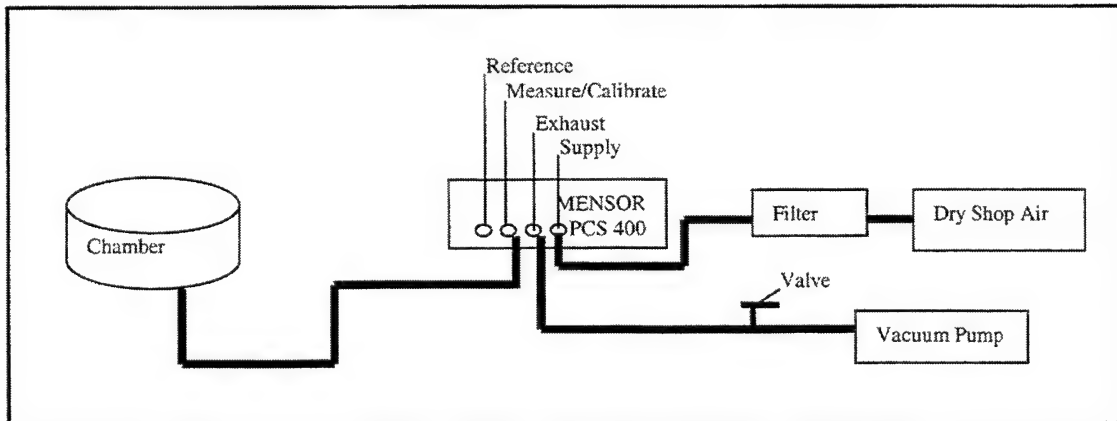 Reference
Measure/Calibrate
Exhaust
Supply
MENSOR
PCS 400
Filter
Dry Shop Air
Chamber
Valve
Vacuum Pump